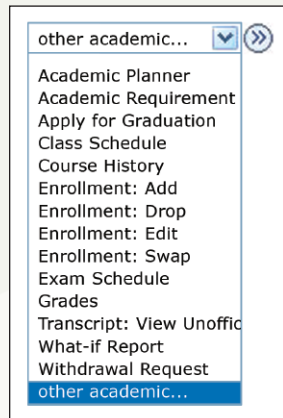 other academic...
Academic Planner
Academic Requirement
Apply for Graduation
Class Schedule
Course History
Enrollment: Add
Enrollment: Drop
Enrollment: Edit
Enrollment: Swap
Exam Schedule
Grades
Transcript: View Unoffic
What-if Report
Withdrawal Request
other academic...